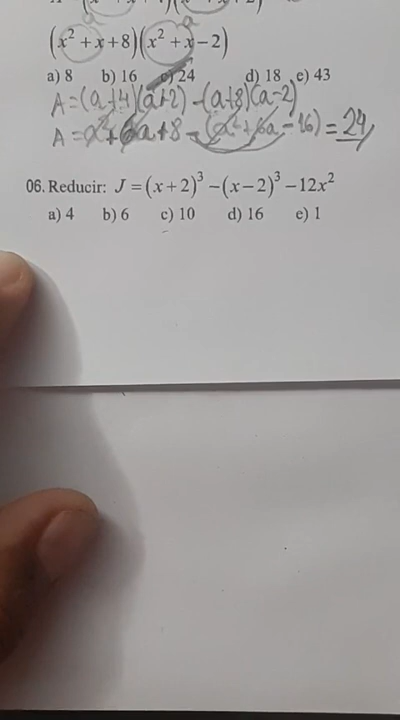 (x² + x + 8)(x² + x − 2)
a) 8 b) 16 c) 24 d) 18 e) 43
A = (a+4)(a+2) − (a+8)(a−2)
A = a² + 6a + 8 − (a² + 6a − 16) = 24
06. Reducir: J = (x + 2)³ − (x − 2)³ − 12x²
a) 4 b) 6 c) 10 d) 16 e) 1